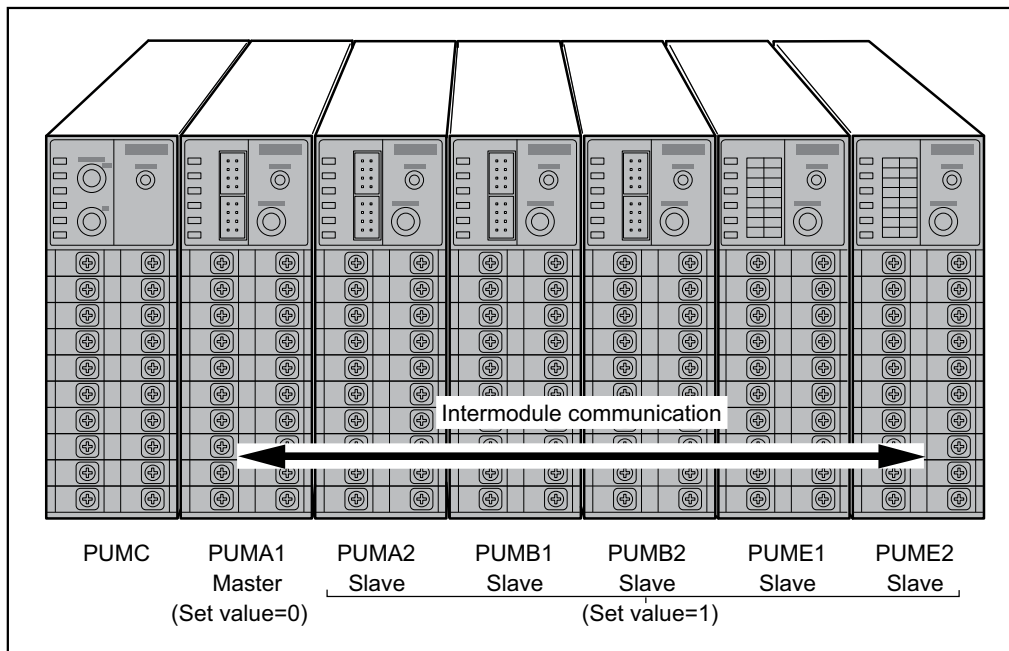 Intermodule communication
PUMC PUMA1 PUMA2 PUMB1 PUMB2 PUME1 PUME2
Master Slave Slave Slave Slave Slave
(Set value=0) (Set value=1)